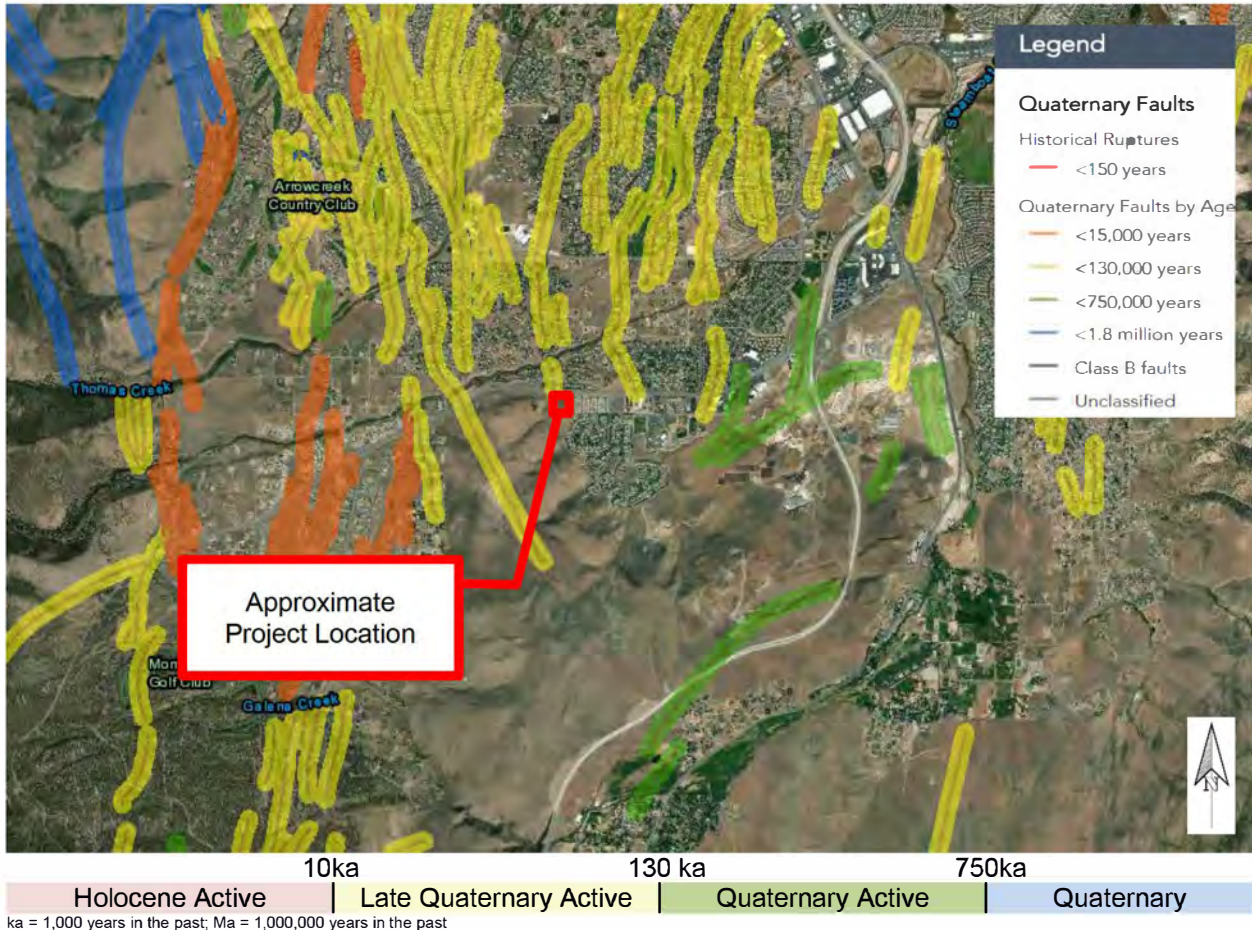 Legend
Quaternary Faults
Historical Ruptures
<150 years
Quaternary Faults by Age
<15,000 years
<130,000 years
<750,000 years
<1.8 million years
Class B faults
Unclassified
Arrowcreek
Country Club
Thomas Creek
Approximate
Project Location
Golf Club
Galena Creek
N
10ka
130 ka
750ka
Holocene Active
Late Quaternary Active
Quaternary Active
Quaternary
ka = 1,000 years in the past; Ma = 1,000,000 years in the past